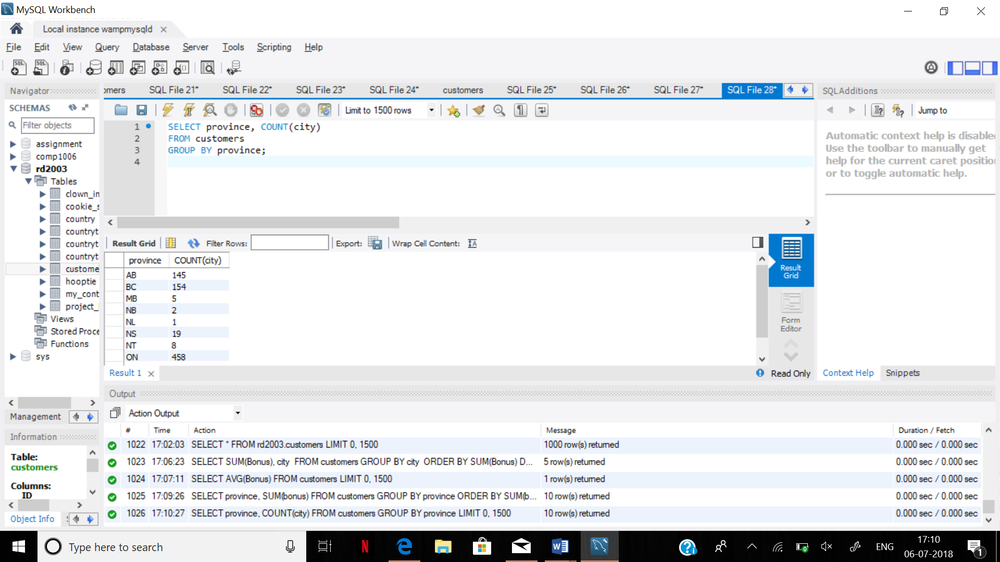 MySQL Workbench
Local instance wampmysqld
File Edit View Query Database Server Tools Scripting Help
Navigator
SCHEMAS
Filter objects
assignment
comp1006
rd2003
Tables
clown_in
cookie_s
country
countryt
countryt
countryt
custome
hooptie
my_cont
project_
Views
Stored Proce
Functions
sys
Management
Information
Table:
customers
Columns:
ID
Object Info
omers SQL File 21* SQL File 22* SQL File 23* SQL File 24* customers SQL File 25* SQL File 26* SQL File 27* SQL File 28*
Limit to 1500 rows
1 SELECT province, COUNT(city)
2 FROM customers
3 GROUP BY province;
4
Result Grid Filter Rows: Export: Wrap Cell Content:
province COUNT(city)
AB 145
BC 154
MB 5
NB 2
NL 1
NS 19
NT 8
ON 458
Result Grid
Form Editor
Result 1
Read Only
SQLAdditions
Jump to
Automatic context help is disable
Use the toolbar to manually get
help for the current caret positio
or to toggle automatic help.
Context Help Snippets
Output
Action Output
# Time Action Message Duration / Fetch
1022 17:02:03 SELECT * FROM rd2003.customers LIMIT 0, 1500 1000 row(s) returned 0.000 sec / 0.000 sec
1023 17:06:23 SELECT SUM(Bonus), city FROM customers GROUP BY city ORDER BY SUM(Bonus) D... 5 row(s) returned 0.000 sec / 0.000 sec
1024 17:07:11 SELECT AVG(Bonus) FROM customers LIMIT 0, 1500 1 row(s) returned 0.000 sec / 0.000 sec
1025 17:09:26 SELECT province, SUM(bonus) FROM customers GROUP BY province ORDER BY SUM(b... 10 row(s) returned 0.000 sec / 0.000 sec
1026 17:10:27 SELECT province, COUNT(city) FROM customers GROUP BY province LIMIT 0, 1500 10 row(s) returned 0.000 sec / 0.000 sec
Type here to search
ENG
17:10
06-07-2018
1